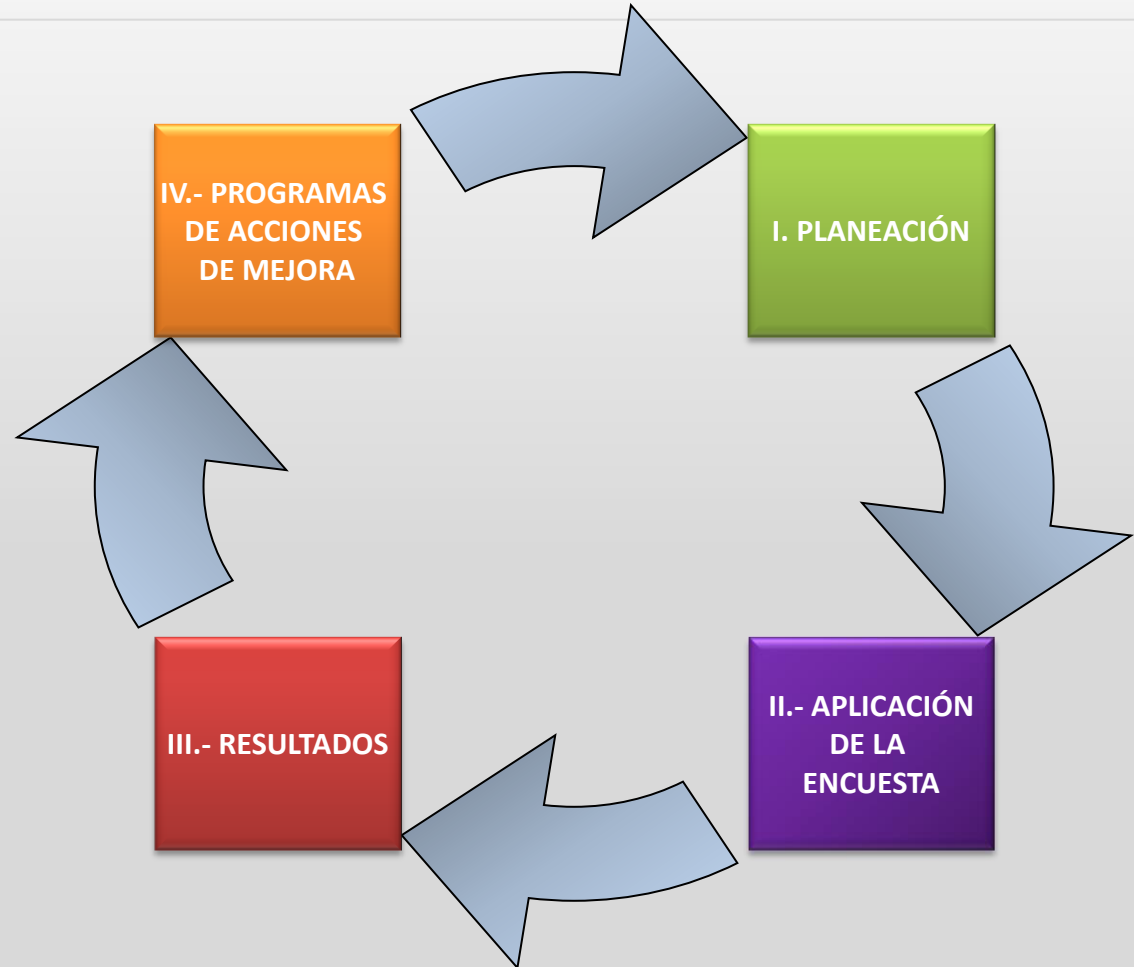 IV.- PROGRAMAS
DE ACCIONES
DE MEJORA
I. PLANEACIÓN
III.- RESULTADOS
II.- APLICACIÓN
DE LA
ENCUESTA